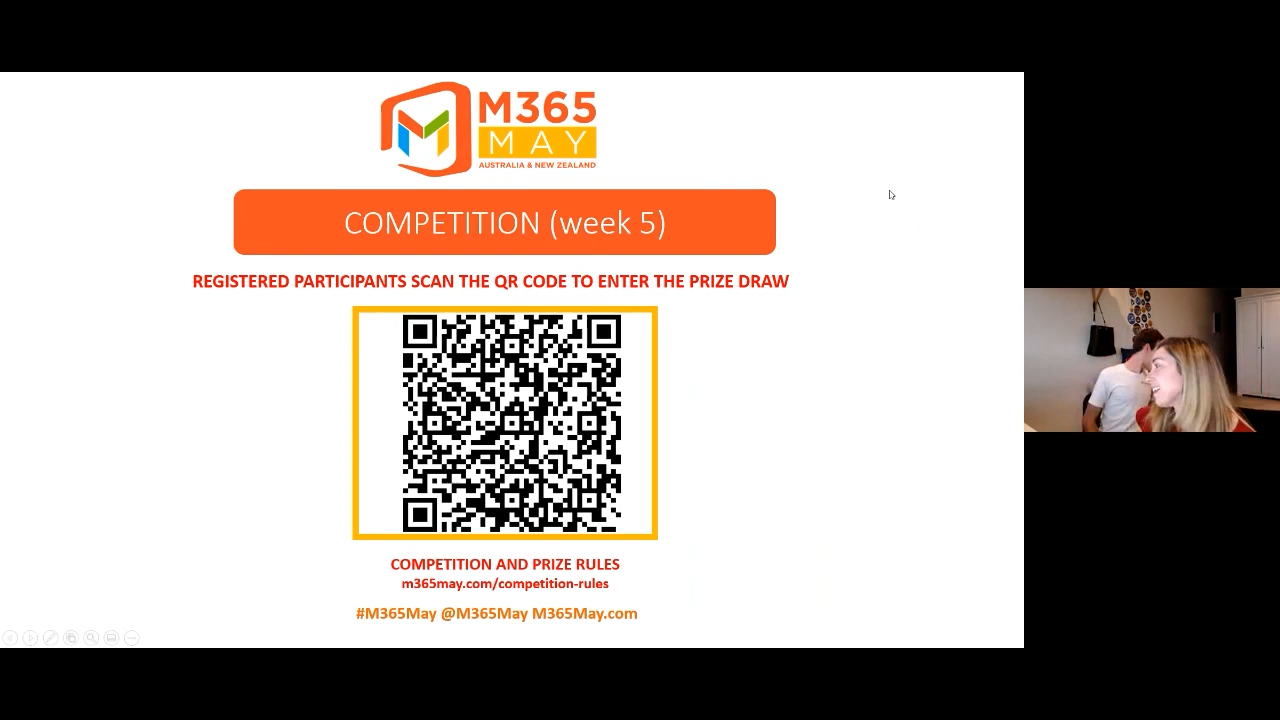 M365
MAY
AUSTRALIA & NEW ZEALAND
COMPETITION (week 5)
REGISTERED PARTICIPANTS SCAN THE QR CODE TO ENTER THE PRIZE DRAW
COMPETITION AND PRIZE RULES
m365may.com/competition-rules
#M365May @M365May M365May.com